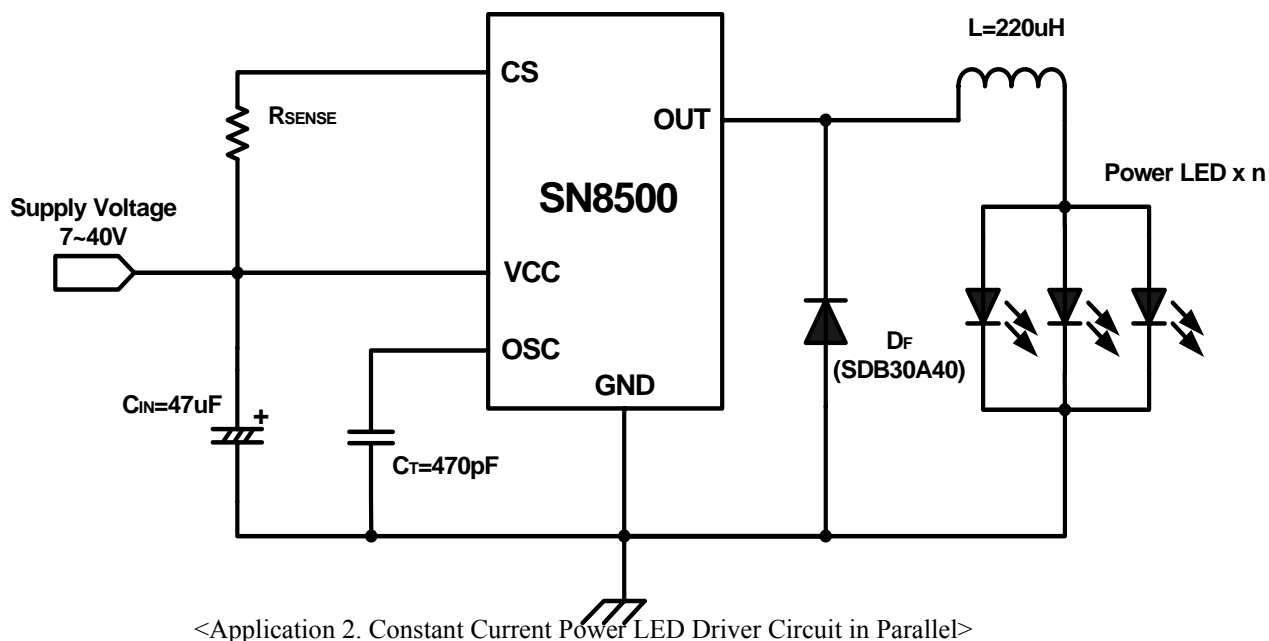 L=220uH
CS
RSENSE
OUT
Power LED x n
SN8500
Supply Voltage
7~40V
VCC
OSC
DF
(SDB30A40)
GND
CIN=47uF
+
CT=470pF
<Application 2. Constant Current Power LED Driver Circuit in Parallel>